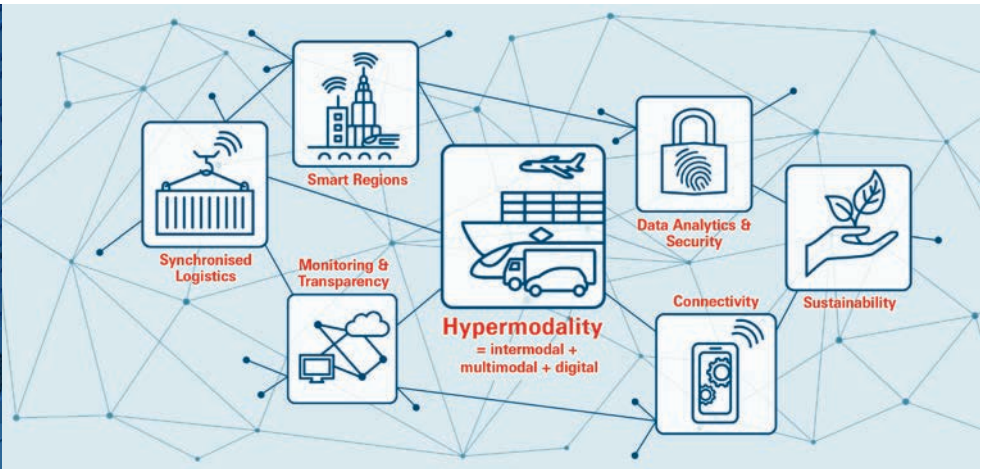 Smart Regions
Synchronised
Logistics
Monitoring &
Transparency
Hypermodality
= intermodal +
multimodal + digital
Data Analytics &
Security
Connectivity
Sustainability